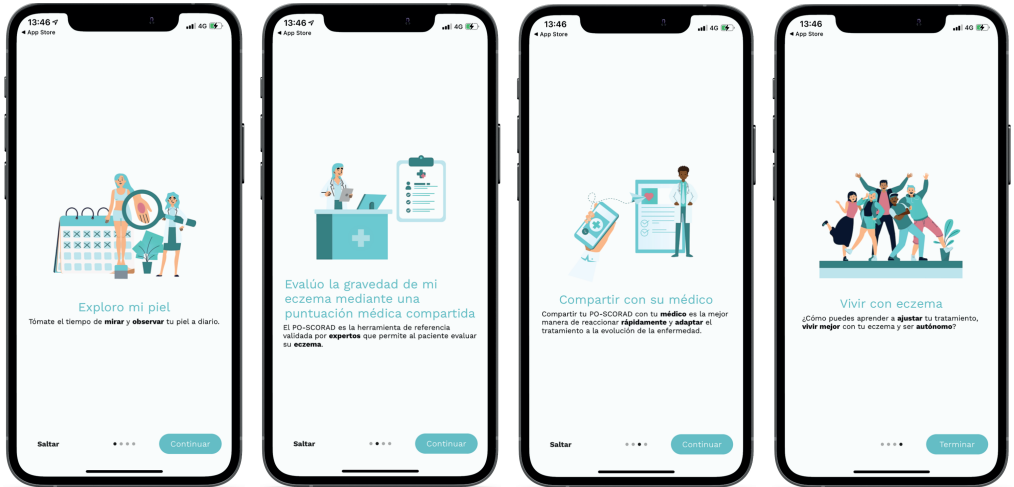 13:46
4G
App Store
Exploro mi piel
Tómate el tiempo de mirar y observar tu piel a diario.
Saltar
Continuar
13:46
4G
App Store
Evalúo la gravedad de mi
eczema mediante una
puntuación médica compartida
El PO-SCORAD es la herramienta de referencia
validada por expertos que permite al paciente evaluar
su eczema.
Saltar
Continuar
13:46
4G
App Store
Compartir con su médico
Compartir tu PO-SCORAD con tu médico es la mejor
manera de reaccionar rápidamente y adaptar el
tratamiento a la evolución de la enfermedad.
Saltar
Continuar
13:46
4G
App Store
Vivir con eczema
¿Cómo puedes aprender a ajustar tu tratamiento,
vivir mejor con tu eczema y ser autónomo?
Terminar